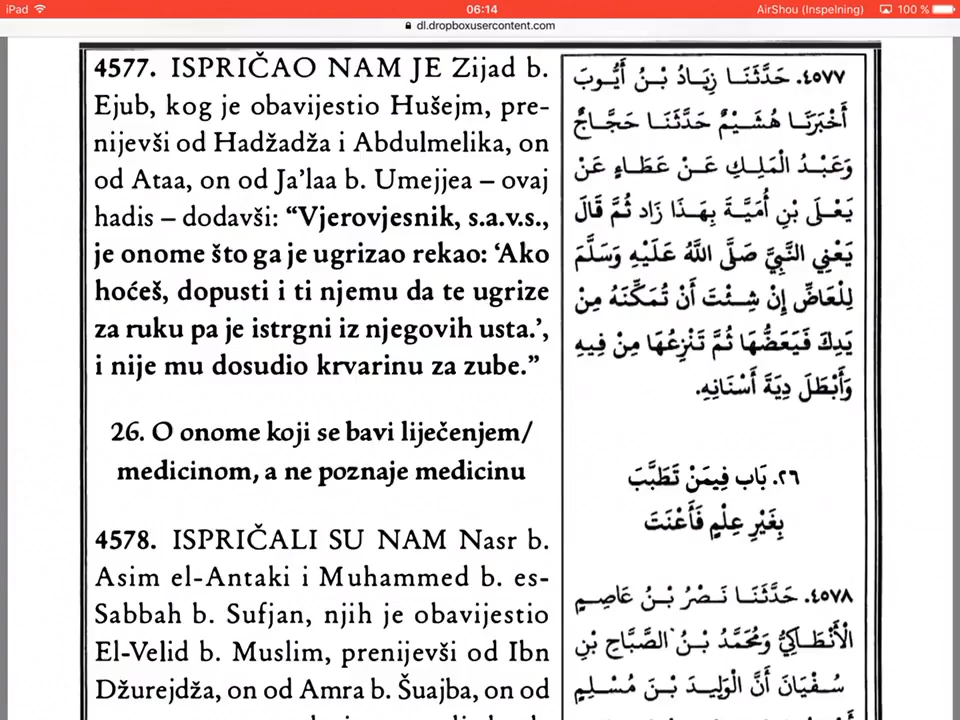 iPad 06:14 AirShou (Inspelning) 100 %
dl.dropboxusercontent.com
4577. ISPRIČAO NAM JE Zijad b.
Ejub, kog je obavijestio Hušejm, pre-
nijevši od Hadžadža i Abdulmelika, on
od Ataa, on od Ja’laa b. Umejjea – ovaj
hadis – dodavši: “Vjerovjesnik, s.a.v.s.,
je onome što ga je ugrizao rekao: ‘Ako
hoćeš, dopusti i ti njemu da te ugrize
za ruku pa je istrgni iz njegovih usta.’,
i nije mu dosudio krvarinu za zube.”
26. O onome koji se bavi liječenjem/
medicinom, a ne poznaje medicinu
4578. ISPRIČALI SU NAM Nasr b.
Asim el-Antaki i Muhammed b. es-
Sabbah b. Sufjan, njih je obavijestio
El-Velid b. Muslim, prenijevši od Ibn
Džurejdža, on od Amra b. Šuajba, on od
٤٥٧٧. حَدَّثَنَا زِيَادُ بْنُ أَيُّوبَ
أَخْبَرَنَا هُشَيْمٌ حَدَّثَنَا حَجَّاجٌ
وَعَبْدُ الْمَلِكِ عَنْ عَطَاءٍ عَنْ
يَعْلَى بْنِ أُمَيَّةَ بِهَذَا زَادَ ثُمَّ قَالَ
يَعْنِي النَّبِيَّ صَلَّى اللَّهُ عَلَيْهِ وَسَلَّمَ
لِلْعَاضِّ إِنْ شِئْتَ أَنْ تُمَكِّنَهُ مِنْ
يَدِكَ فَيَعَضُّهَا ثُمَّ تَنْزِعُهَا مِنْ فِيهِ
وَأَبْطَلَ دِيَةَ أَسْنَانِهِ.
٢٦. بَاب فِيمَنْ تَطَبَّبَ
بِغَيْرِ عِلْمٍ فَأَعْنَتَ
٤٥٧٨. حَدَّثَنَا نَصْرُ بْنُ عَاصِمٍ
الْأَنْطَاكِيُّ وَمُحَمَّدُ بْنُ الصَّبَّاحِ بْنِ
سُفْيَانَ أَنَّ الْوَلِيدَ بْنَ مُسْلِمٍ